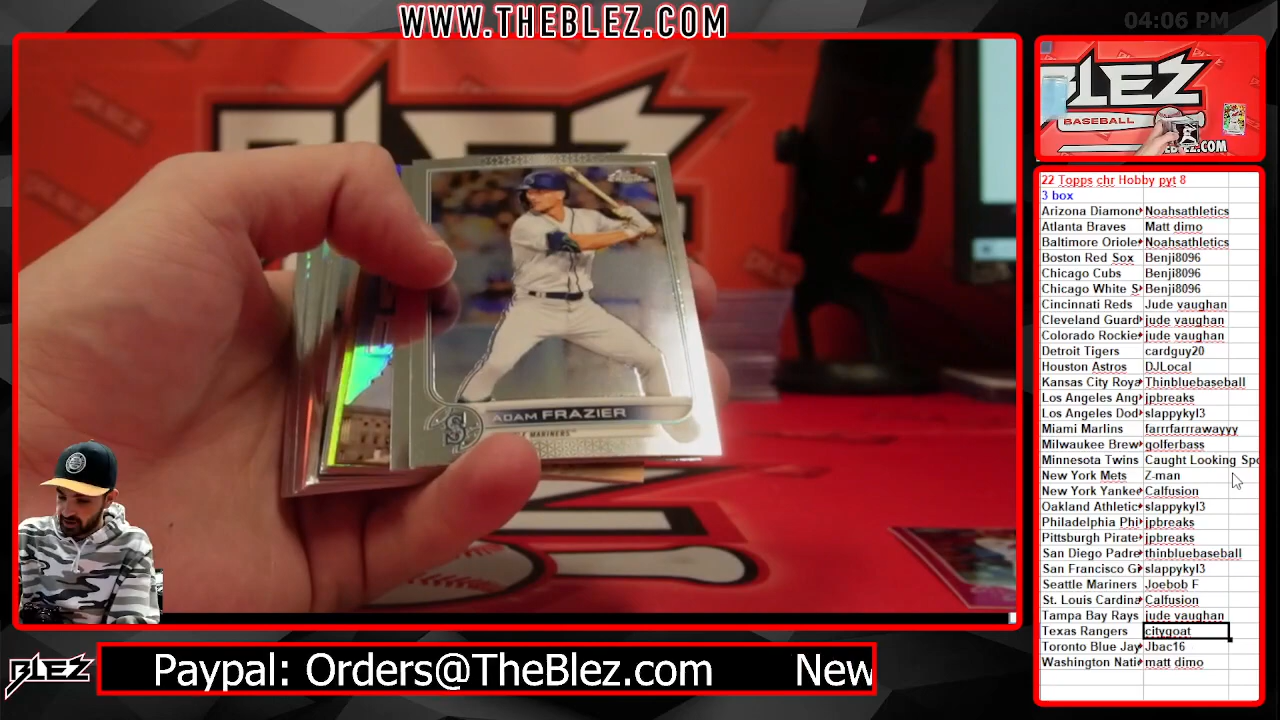 WWW.THEBLEZ.COM
04:06 PM
BLEZ
BASEBALL
EZ.COM
ADAM FRAZIER
MARINERS
22 Topps chr Hobby pyt 8
3 box
Arizona Diamond Noahsathletics
Atlanta Braves Matt dimo
Baltimore Oriole Noahsathletics
Boston Red Sox Benji8096
Chicago Cubs Benji8096
Chicago White S Benji8096
Cincinnati Reds Jude vaughan
Cleveland Guard jude vaughan
Colorado Rockie jude vaughan
Detroit Tigers cardguy20
Houston Astros DJLocal
Kansas City Roya Thinbluebaseball
Los Angeles Ang jpbreaks
Los Angeles Dod slappykyl3
Miami Marlins farrrfarrrawayyy
Milwaukee Brew golferbass
Minnesota Twins Caught Looking Spo
New York Mets Z-man
New York Yankee Calfusion
Oakland Athletic slappykyl3
Philadelphia Phi jpbreaks
Pittsburgh Pirate jpbreaks
San Diego Padre thinbluebaseball
San Francisco Gi slappykyl3
Seattle Mariners Joebob F
St. Louis Cardina Calfusion
Tampa Bay Rays jude vaughan
Texas Rangers citygoat
Toronto Blue Jay Jbac16
Washington Nati matt dimo
BLEZ
Paypal: Orders@TheBlez.com New